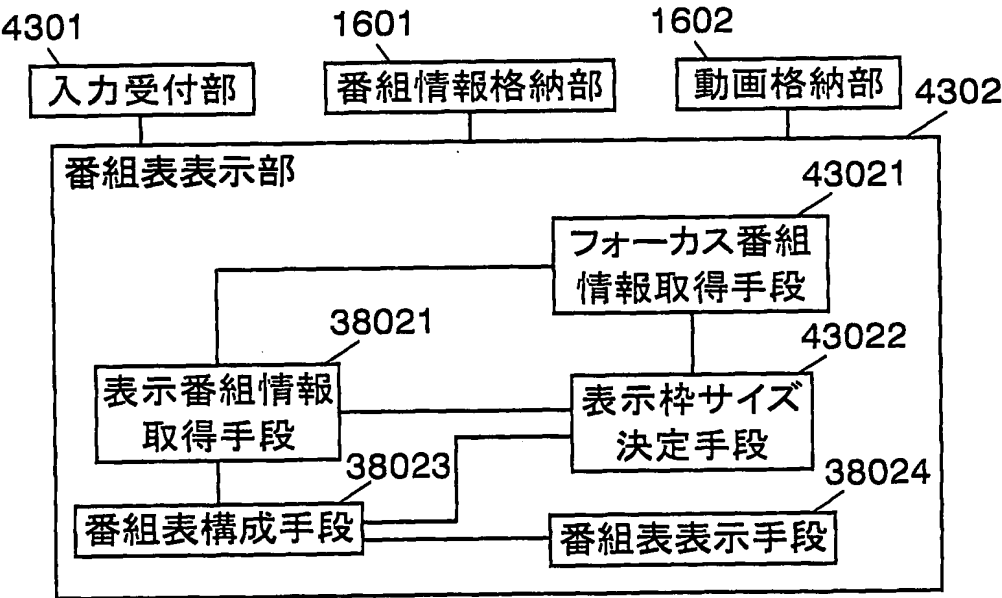 4301
1601
1602
入力受付部
番組情報格納部
動画格納部
4302
番組表表示部
43021
フォーカス番組
情報取得手段
38021
43022
表示番組情報
取得手段
表示枠サイズ
決定手段
38023
38024
番組表構成手段
番組表表示手段